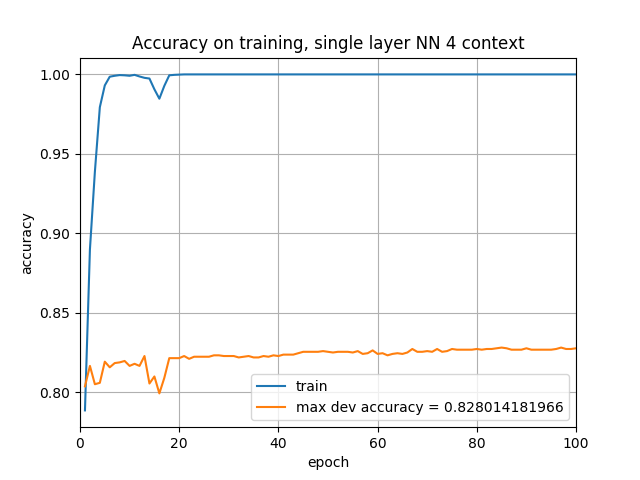 Accuracy on training, single layer NN 4 context
1.00
0.95
0.90
0.85
0.80
accuracy
train
max dev accuracy = 0.828014181966
0 20 40 60 80 100
epoch